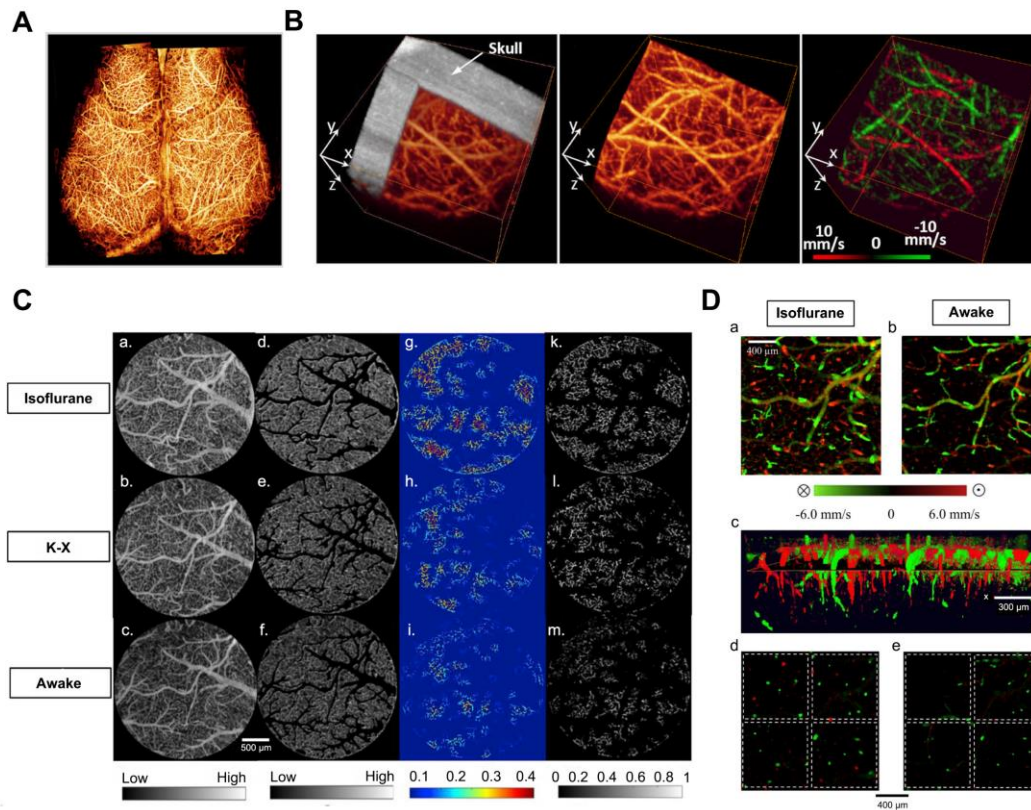 A
B
Skull
y
x
z
y
x
z
y
x
z
10
mm/s
0
-10
mm/s
C
Isoflurane
K-X
Awake
a.
d.
g.
k.
b.
e.
h.
l.
c.
f.
i.
m.
500 µm
Low High
Low High
0.1 0.2 0.3 0.4
0 0.2 0.4 0.6 0.8 1
D
Isoflurane
Awake
a
b
400 µm
-6.0 mm/s 0 6.0 mm/s
c
x
300 µm
d
e
400 µm